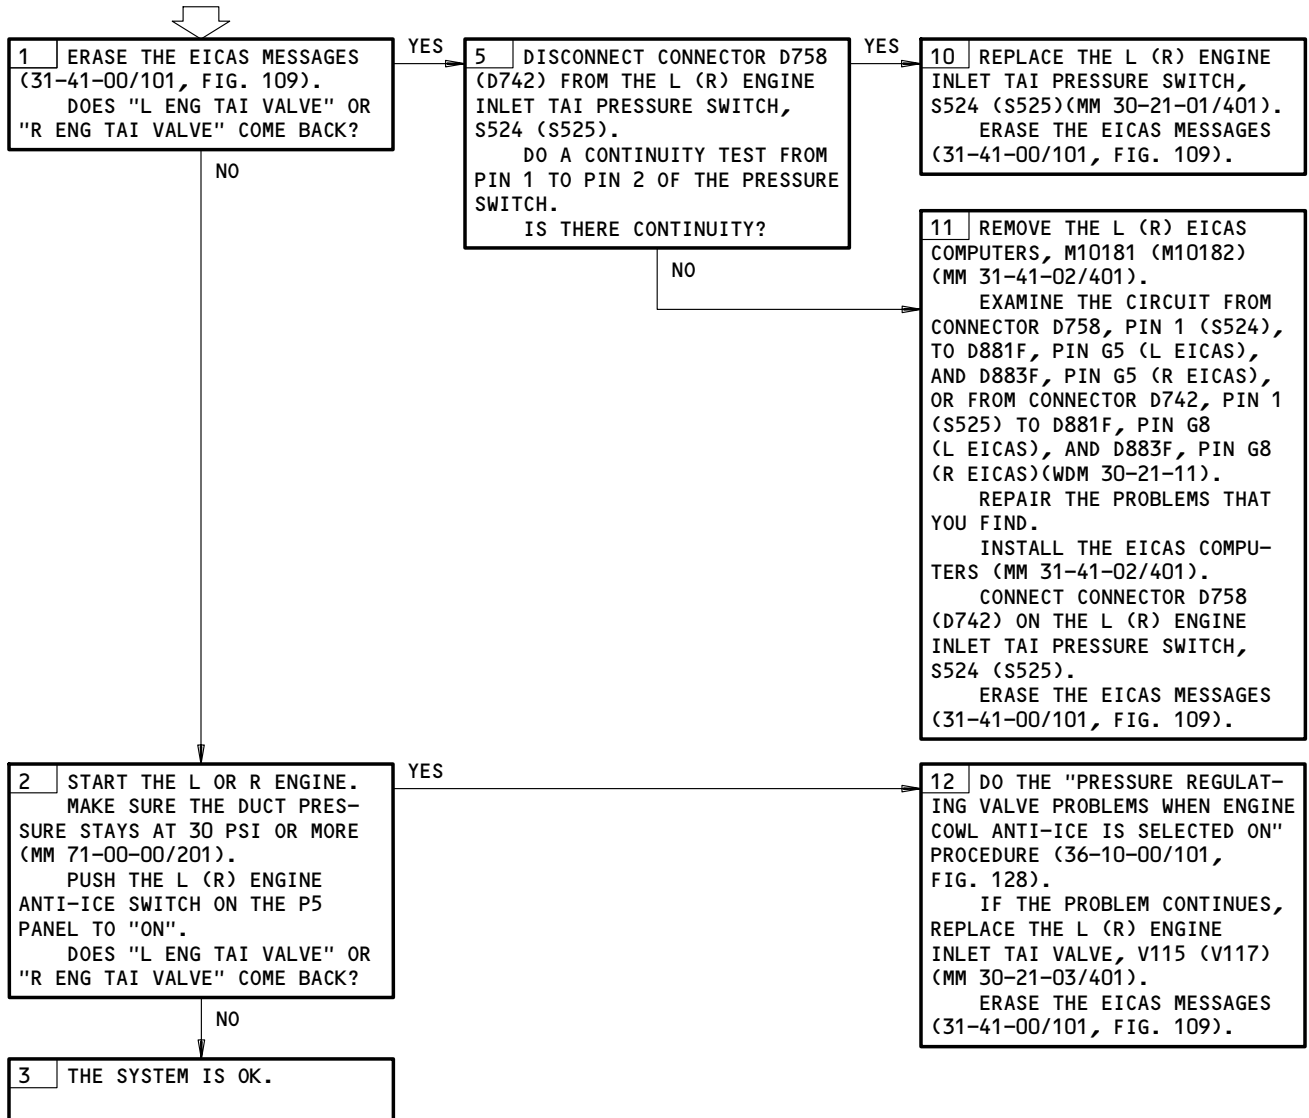 1 ERASE THE EICAS MESSAGES
(31-41-00/101, FIG. 109).
DOES "L ENG TAI VALVE" OR
"R ENG TAI VALVE" COME BACK?
YES
NO
5 DISCONNECT CONNECTOR D758
(D742) FROM THE L (R) ENGINE
INLET TAI PRESSURE SWITCH,
S524 (S525).
DO A CONTINUITY TEST FROM
PIN 1 TO PIN 2 OF THE PRESSURE
SWITCH.
IS THERE CONTINUITY?
YES
NO
10 REPLACE THE L (R) ENGINE
INLET TAI PRESSURE SWITCH,
S524 (S525)(MM 30-21-01/401).
ERASE THE EICAS MESSAGES
(31-41-00/101, FIG. 109).
11 REMOVE THE L (R) EICAS
COMPUTERS, M10181 (M10182)
(MM 31-41-02/401).
EXAMINE THE CIRCUIT FROM
CONNECTOR D758, PIN 1 (S524),
TO D881F, PIN G5 (L EICAS),
AND D883F, PIN G5 (R EICAS),
OR FROM CONNECTOR D742, PIN 1
(S525) TO D881F, PIN G8
(L EICAS), AND D883F, PIN G8
(R EICAS)(WDM 30-21-11).
REPAIR THE PROBLEMS THAT
YOU FIND.
INSTALL THE EICAS COMPU-
TERS (MM 31-41-02/401).
CONNECT CONNECTOR D758
(D742) ON THE L (R) ENGINE
INLET TAI PRESSURE SWITCH,
S524 (S525).
ERASE THE EICAS MESSAGES
(31-41-00/101, FIG. 109).
2 START THE L OR R ENGINE.
MAKE SURE THE DUCT PRES-
SURE STAYS AT 30 PSI OR MORE
(MM 71-00-00/201).
PUSH THE L (R) ENGINE
ANTI-ICE SWITCH ON THE P5
PANEL TO "ON".
DOES "L ENG TAI VALVE" OR
"R ENG TAI VALVE" COME BACK?
YES
NO
12 DO THE "PRESSURE REGULAT-
ING VALVE PROBLEMS WHEN ENGINE
COWL ANTI-ICE IS SELECTED ON"
PROCEDURE (36-10-00/101,
FIG. 128).
IF THE PROBLEM CONTINUES,
REPLACE THE L (R) ENGINE
INLET TAI VALVE, V115 (V117)
(MM 30-21-03/401).
ERASE THE EICAS MESSAGES
(31-41-00/101, FIG. 109).
3 THE SYSTEM IS OK.